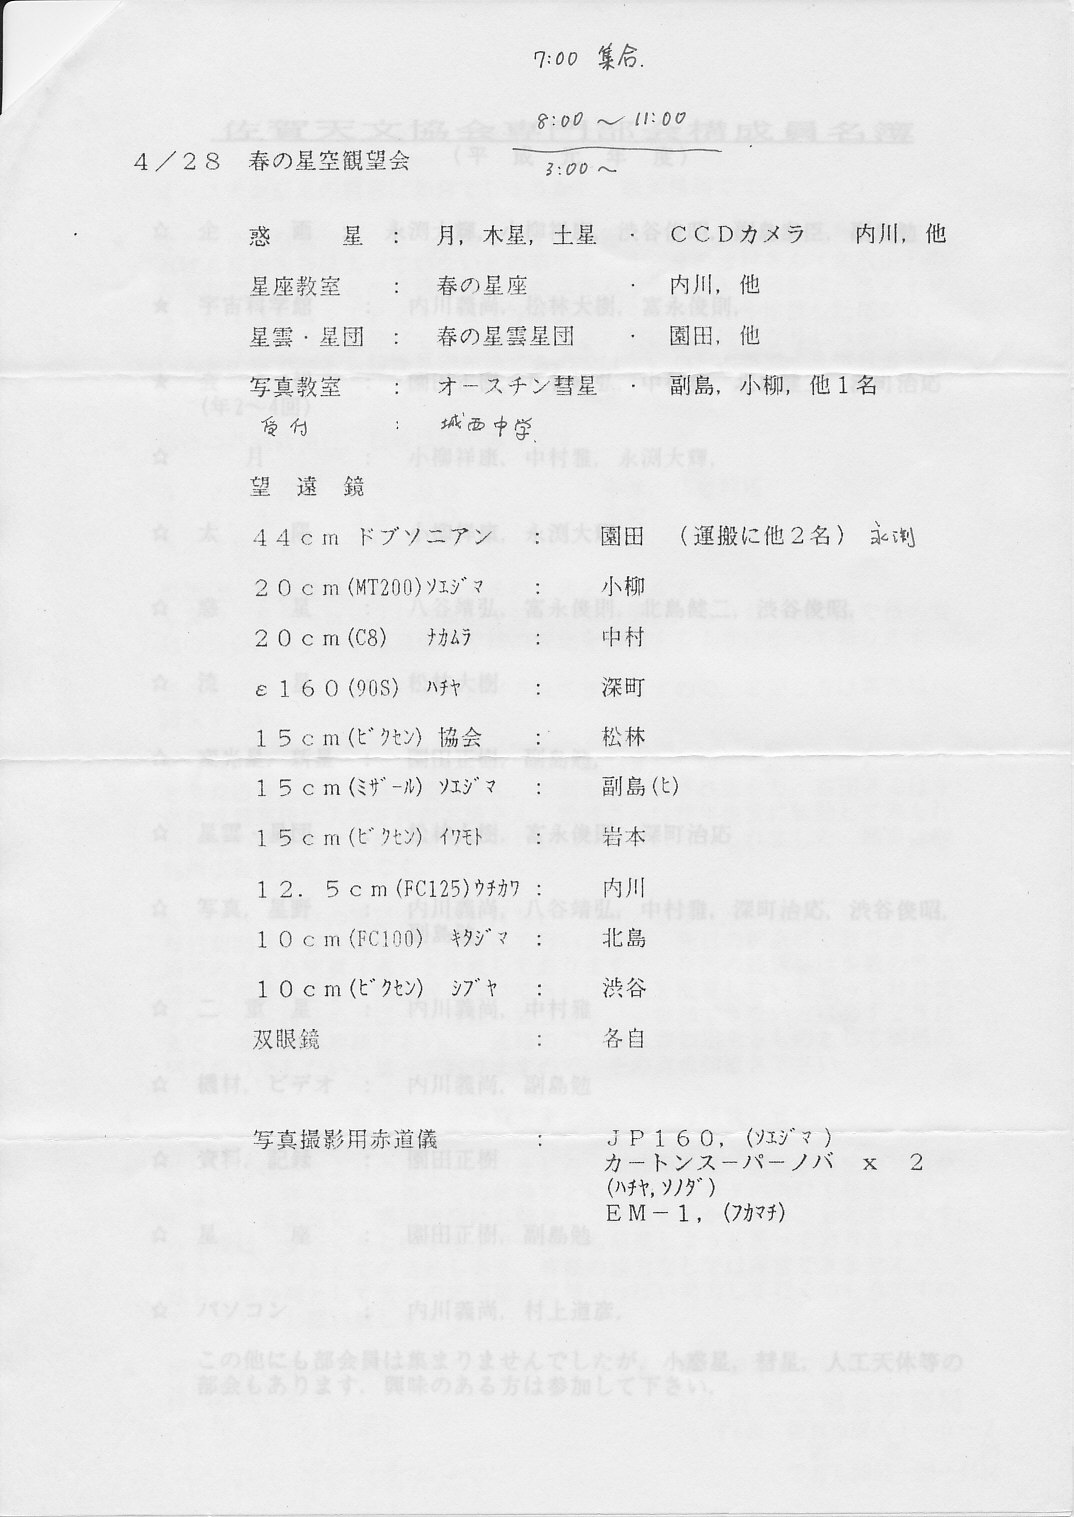 7:00 集合.
8:00 ～ 11:00
4／28 春の星空観望会
3:00 ～
惑　　星 ： 月，木星，土星 ・ ＣＣＤカメラ　内川，他
星座教室 ： 春の星座 ・ 内川，他
星雲・星団 ： 春の星雲星団 ・ 園田，他
写真教室 ： オースチン彗星 ・ 副島，小柳，他１名
受付 ： 城西中学
望　遠　鏡
４４ｃｍ ドブソニアン ： 園田 （運搬に他２名） 永渕
２０ｃｍ(MT200)ｿｴｼﾞﾏ ： 小柳
２０ｃｍ(C8) ﾅｶﾑﾗ ： 中村
ε１６０(90S) ﾊﾁﾔ ： 深町
１５ｃｍ(ﾋﾞｸｾﾝ) 協会 ： 松林
１５ｃｍ(ﾐｻﾞｰﾙ) ｿｴｼﾞﾏ ： 副島(ﾋ)
１５ｃｍ(ﾋﾞｸｾﾝ) ｲﾜﾓﾄ ： 岩本
１２．５ｃｍ(FC125)ｳﾁｶﾜ ： 内川
１０ｃｍ(FC100) ｷﾀｼﾞﾏ ： 北島
１０ｃｍ(ﾋﾞｸｾﾝ) ｼﾌﾞﾔ ： 渋谷
双眼鏡 ： 各自
写真撮影用赤道儀 ： ＪＰ１６０，(ｿｴｼﾞﾏ )
カートンスーパーノバ ｘ ２
(ﾊﾁﾔ,ｿﾉﾀﾞ)
ＥＭ－１，(ﾌｶﾏﾁ)